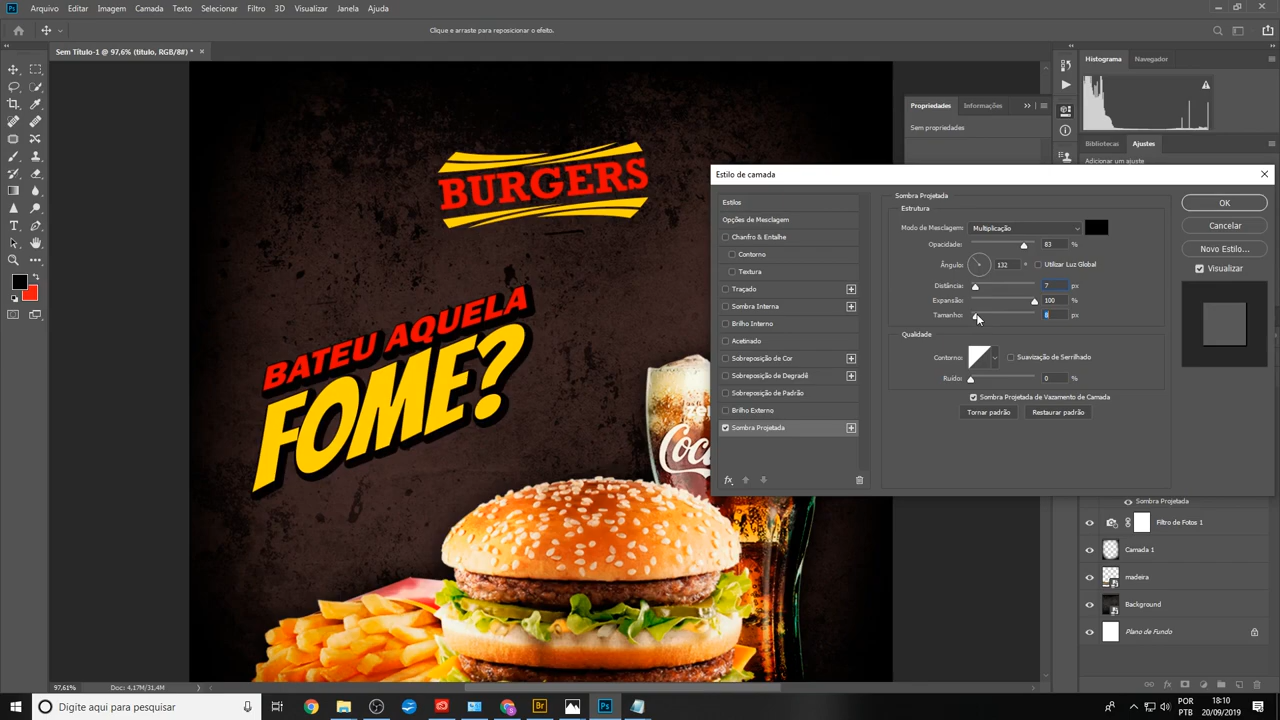 Ps Arquivo Editar Imagem Camada Texto Selecionar Filtro 3D Visualizar Janela Ajuda
Clique e arraste para reposicionar o efeito.
Sem Título-1 @ 97,6% (titulo, RGB/8#) * ×
Histograma Navegador
BURGERS
BATEU AQUELA
FOME?
Coca
Propriedades Informações
Sem propriedades
Bibliotecas Ajustes
Adicionar um ajuste
Estilo de camada
Estilos
Opções de Mesclagem
Chanfro & Entalhe
Contorno
Textura
Traçado
Sombra Interna
Brilho Interno
Acetinado
Sobreposição de Cor
Sobreposição de Degradê
Sobreposição de Padrão
Brilho Externo
Sombra Projetada
fx
Sombra Projetada
Estrutura
Modo de Mesclagem: Multiplicação
Opacidade: 83 %
Ângulo: 132 ° Utilizar Luz Global
Distância: 7 px
Expansão: 100 %
Tamanho: 8 px
Qualidade
Contorno: Suavização de Serrilhado
Ruído: 0 %
Sombra Projetada de Vazamento de Camada
Tornar padrão Restaurar padrão
OK
Cancelar
Novo Estilo...
Visualizar
Sombra Projetada
Filtro de Fotos 1
Camada 1
madeira
Background
Plano de Fundo
97,61% Doc: 4,17M/31,4M
Digite aqui para pesquisar
Br Ps
POR
PTB
18:10
20/09/2019